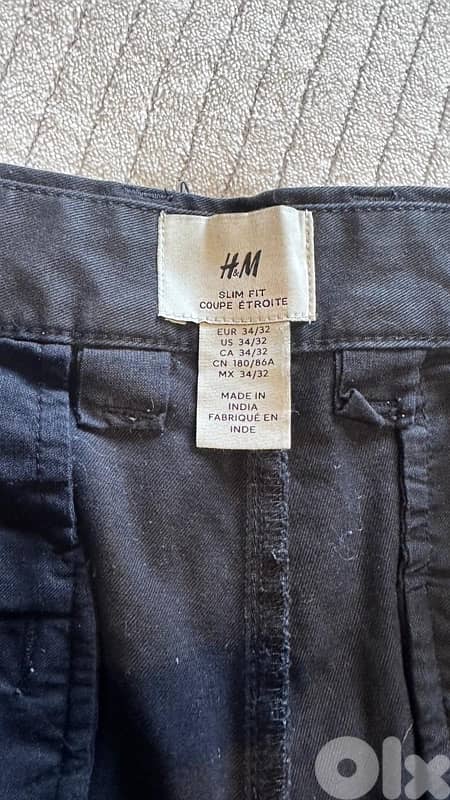 H&M
SLIM FIT
COUPE ÉTROITE
EUR 34/32
US 34/32
CA 34/32
CN 180/86A
MX 34/32
MADE IN
INDIA
FABRIQUÉ EN
INDE
OLX